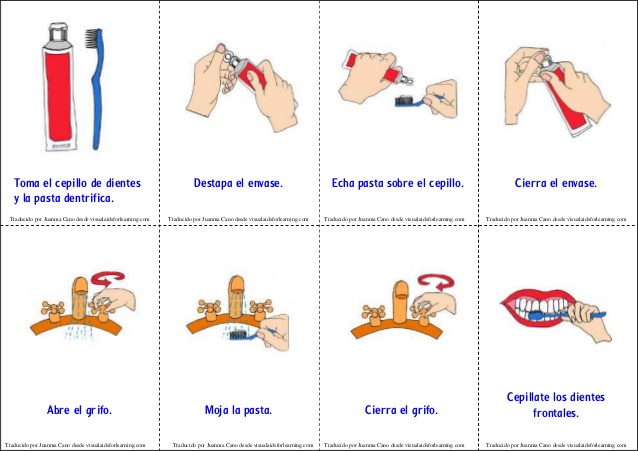 Toma el cepillo de dientes
y la pasta dentrifica.
Traducido por Juanma Cano desde visualaidsforlearning.com
Destapa el envase.
Traducido por Juanma Cano desde visualaidsforlearning.com
Echa pasta sobre el cepillo.
Traducido por Juanma Cano desde visualaidsforlearning.com
Cierra el envase.
Traducido por Juanma Cano desde visualaidsforlearning.com
Abre el grifo.
Traducido por Juanma Cano desde visualaidsforlearning.com
Moja la pasta.
Traducido por Juanma Cano desde visualaidsforlearning.com
Cierra el grifo.
Traducido por Juanma Cano desde visualaidsforlearning.com
Cepillate los dientes
frontales.
Traducido por Juanma Cano desde visualaidsforlearning.com